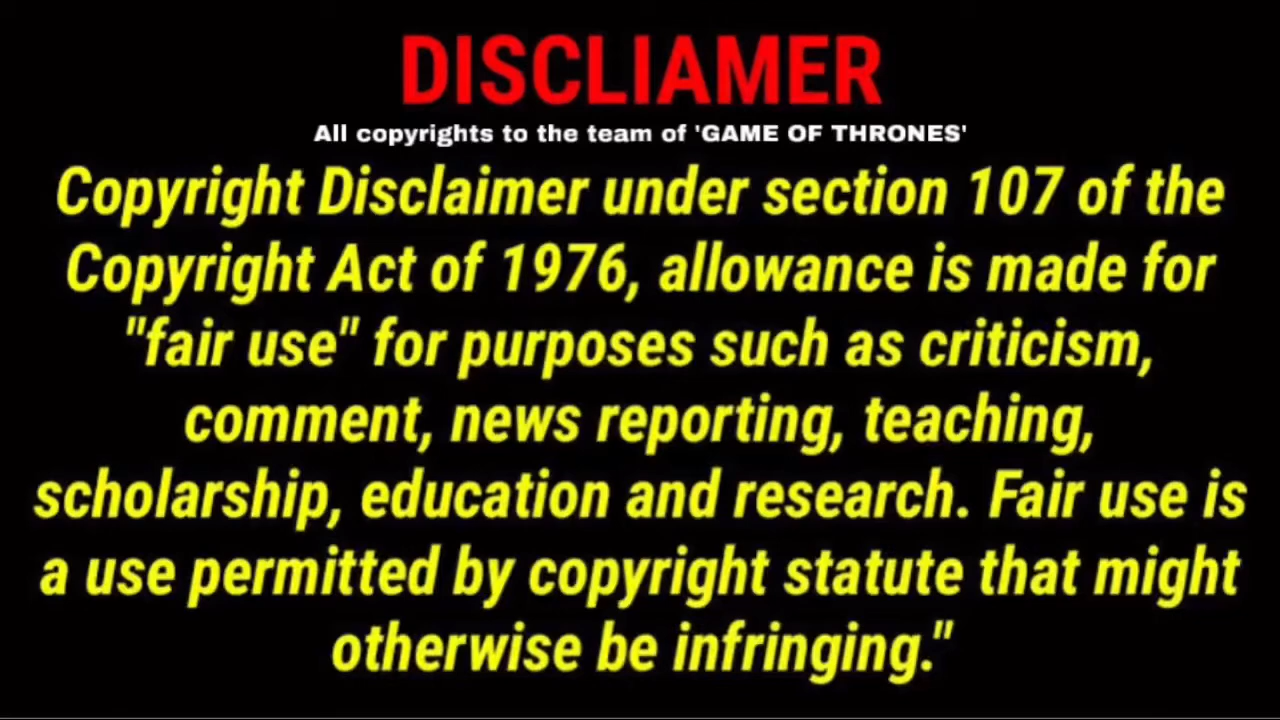 DISCLIAMER
All copyrights to the team of 'GAME OF THRONES'
Copyright Disclaimer under section 107 of the
Copyright Act of 1976, allowance is made for
"fair use" for purposes such as criticism,
comment, news reporting, teaching,
scholarship, education and research. Fair use is
a use permitted by copyright statute that might
otherwise be infringing."